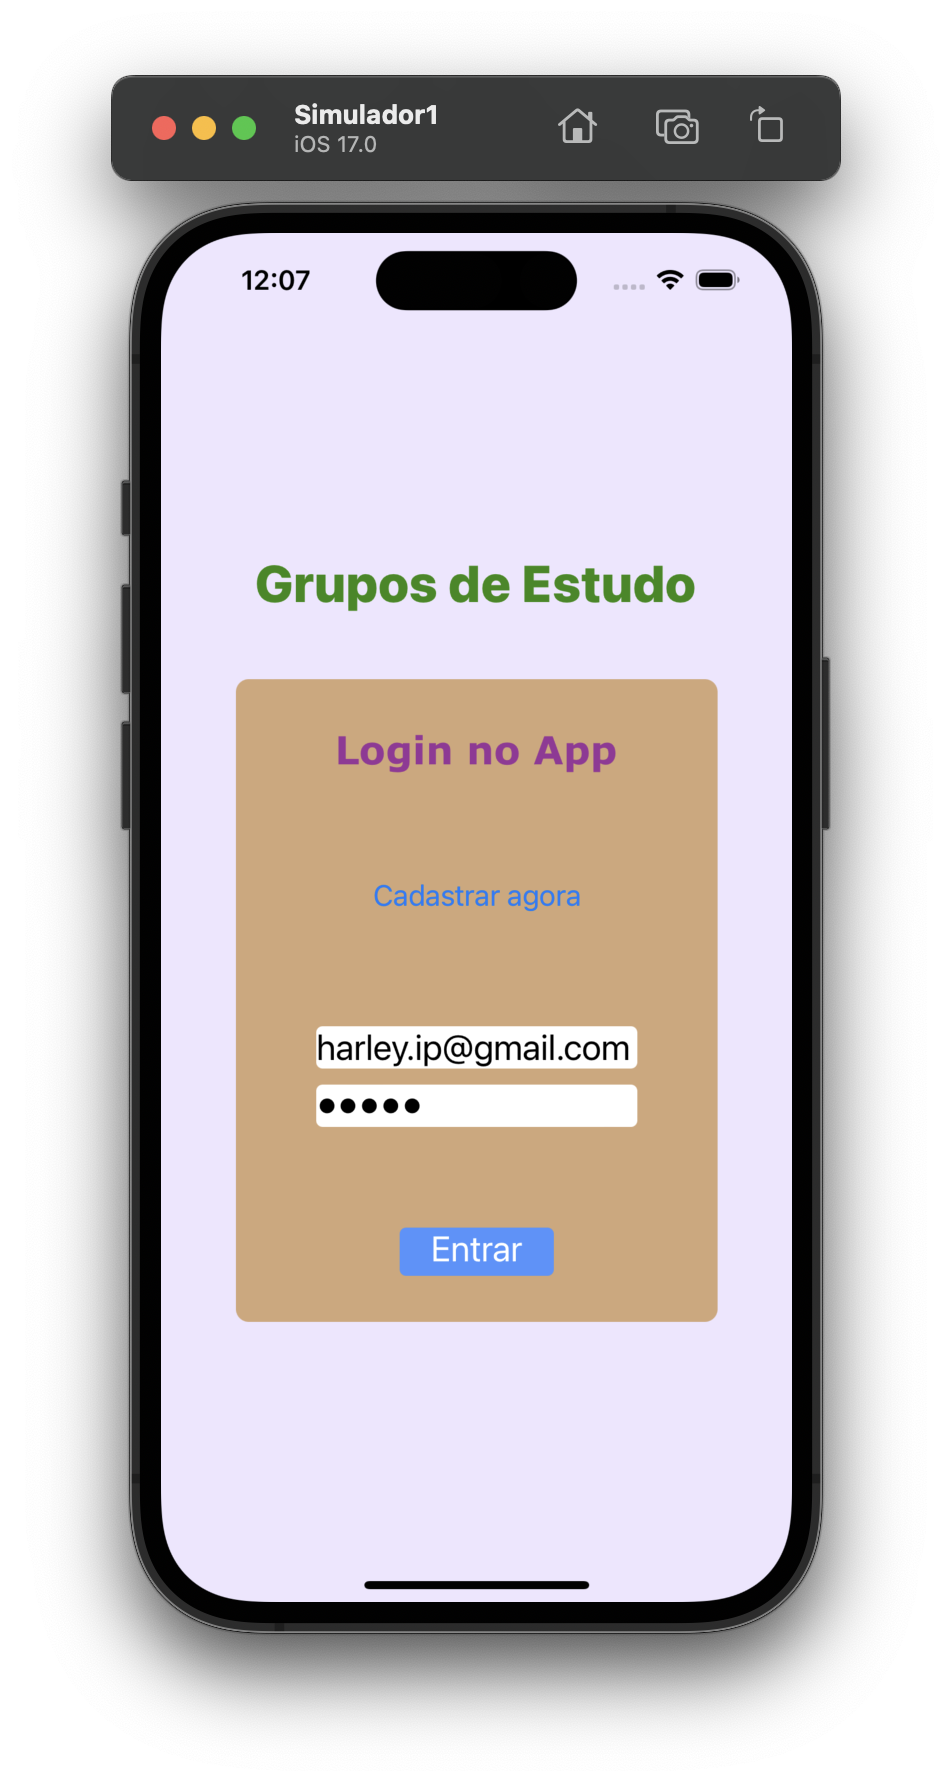 Simulador1
iOS 17.0
12:07
Grupos de Estudo
Login no App
Cadastrar agora
harley.ip@gmail.com
•••••
Entrar